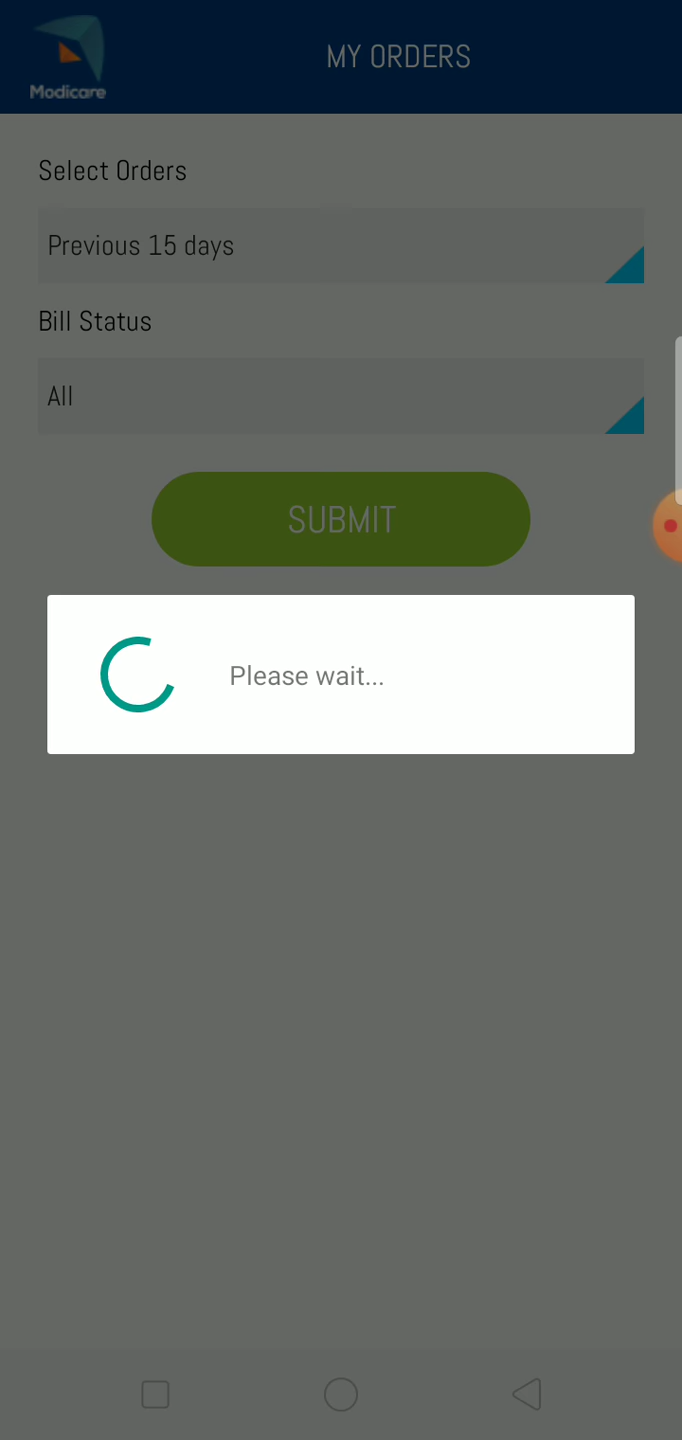 Modicare
MY ORDERS
Select Orders
Previous 15 days
Bill Status
All
SUBMIT
Please wait...